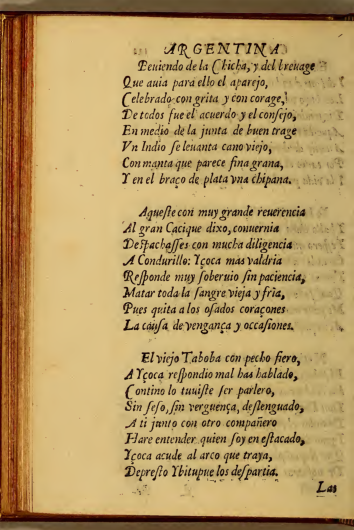 ARGENTINA
Beuiendo de la Chicha, y del breuage
Que auia para ello el aparejo,
Celebrado con grita y con corage,
De todos fue el acuerdo y el conſejo,
En medio de la junta de buen trage
Vn Indio ſe leuanta cano viejo,
Con manta que parece fina grana,
Y en el braço de plata vna chipana.
Aqueſte con muy grande reuerencia
Al gran Cacique dixo, conuernia
Deſpachaſſes con mucha diligencia
A Condurillo: Yçoca mas valdria
Reſponde muy ſoberuio ſin paciencia,
Matar toda la ſangre vieja y fria,
Pues quita a los oſados coraçones
La cauſa de vengança y occaſiones.
El viejo Taboba con pecho fiero,
A Yçoca reſpondio mal has hablado,
Contino lo tuuiſte ſer parlero,
Sin ſeſo, ſin verguença, deſlenguado,
A ti junto con otro compañero
Hare entender quien ſoy en eſtacado,
Yçoca acude al arco que traya,
De preſto Ybitupue los deſpartia.
Las